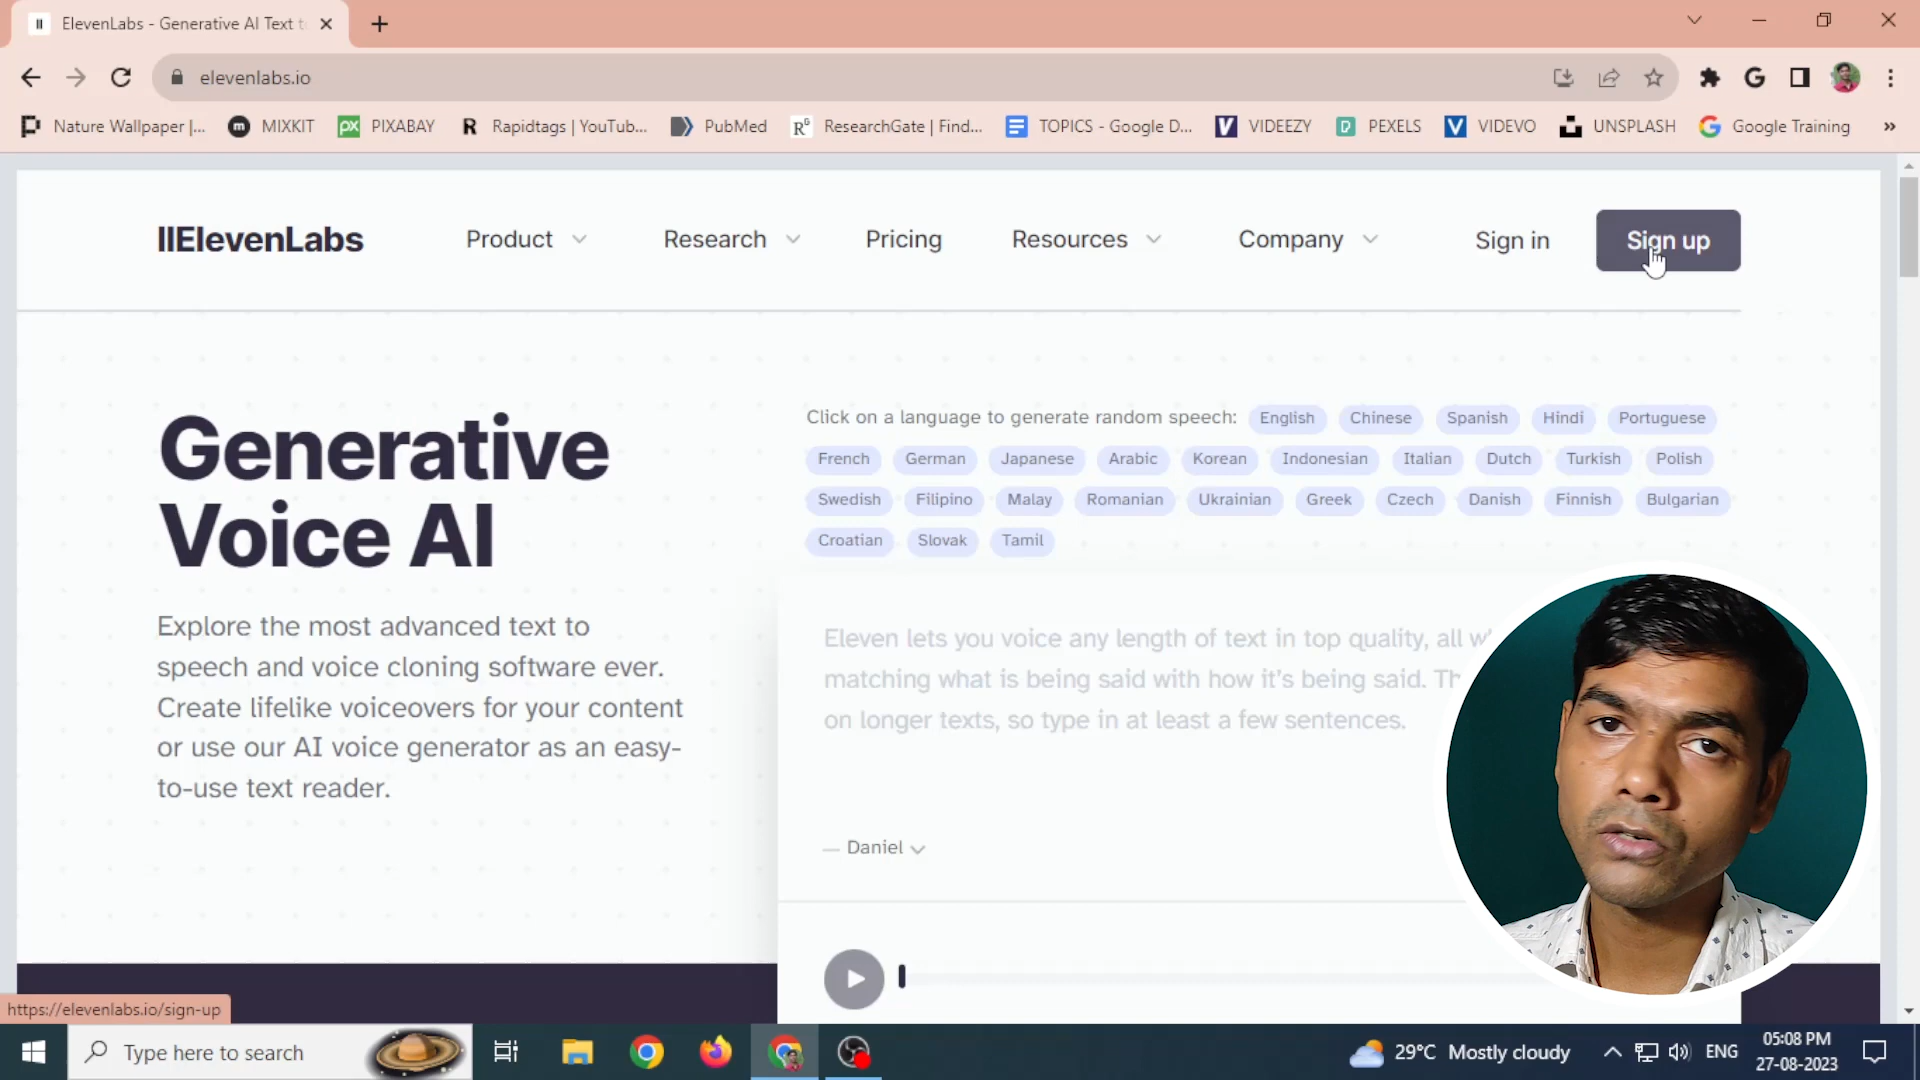 ElevenLabs - Generative AI Text t
elevenlabs.io
Nature Wallpaper |... MIXKIT PIXABAY Rapidtags | YouTub... PubMed ResearchGate | Find... TOPICS - Google D... VIDEEZY PEXELS VIDEVO UNSPLASH Google Training »
IIElevenLabs Product Research Pricing Resources Company Sign in Sign up
Generative
Voice AI
Explore the most advanced text to
speech and voice cloning software ever.
Create lifelike voiceovers for your content
or use our AI voice generator as an easy-
to-use text reader.
Click on a language to generate random speech: English Chinese Spanish Hindi Portuguese
French German Japanese Arabic Korean Indonesian Italian Dutch Turkish Polish
Swedish Filipino Malay Romanian Ukrainian Greek Czech Danish Finnish Bulgarian
Croatian Slovak Tamil
Eleven lets you voice any length of text in top quality, all
matching what is being said with how it's being said.
on longer texts, so type in at least a few sentences.
— Daniel
https://elevenlabs.io/sign-up
Type here to search
29°C Mostly cloudy
ENG
05:08 PM
27-08-2023